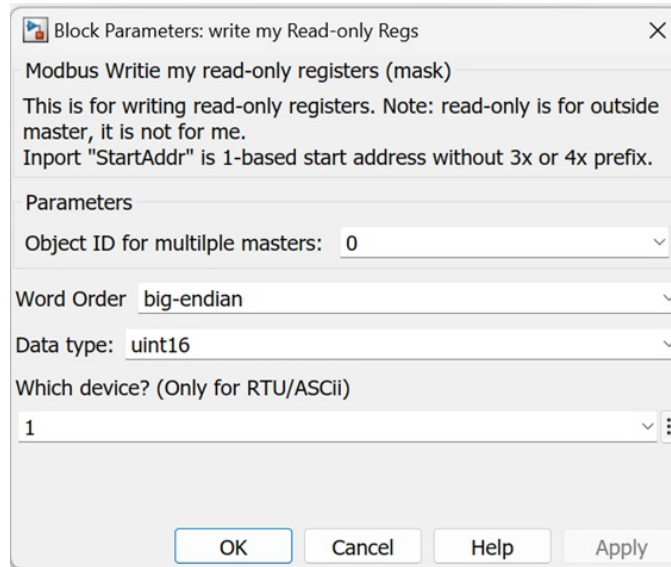 Block Parameters: write my Read-only Regs
Modbus Writie my read-only registers (mask)
This is for writing read-only registers. Note: read-only is for outside
master, it is not for me.
Inport "StartAddr" is 1-based start address without 3x or 4x prefix.
Parameters
Object ID for multilple masters: 0
Word Order big-endian
Data type: uint16
Which device? (Only for RTU/ASCii)
1
OK Cancel Help Apply